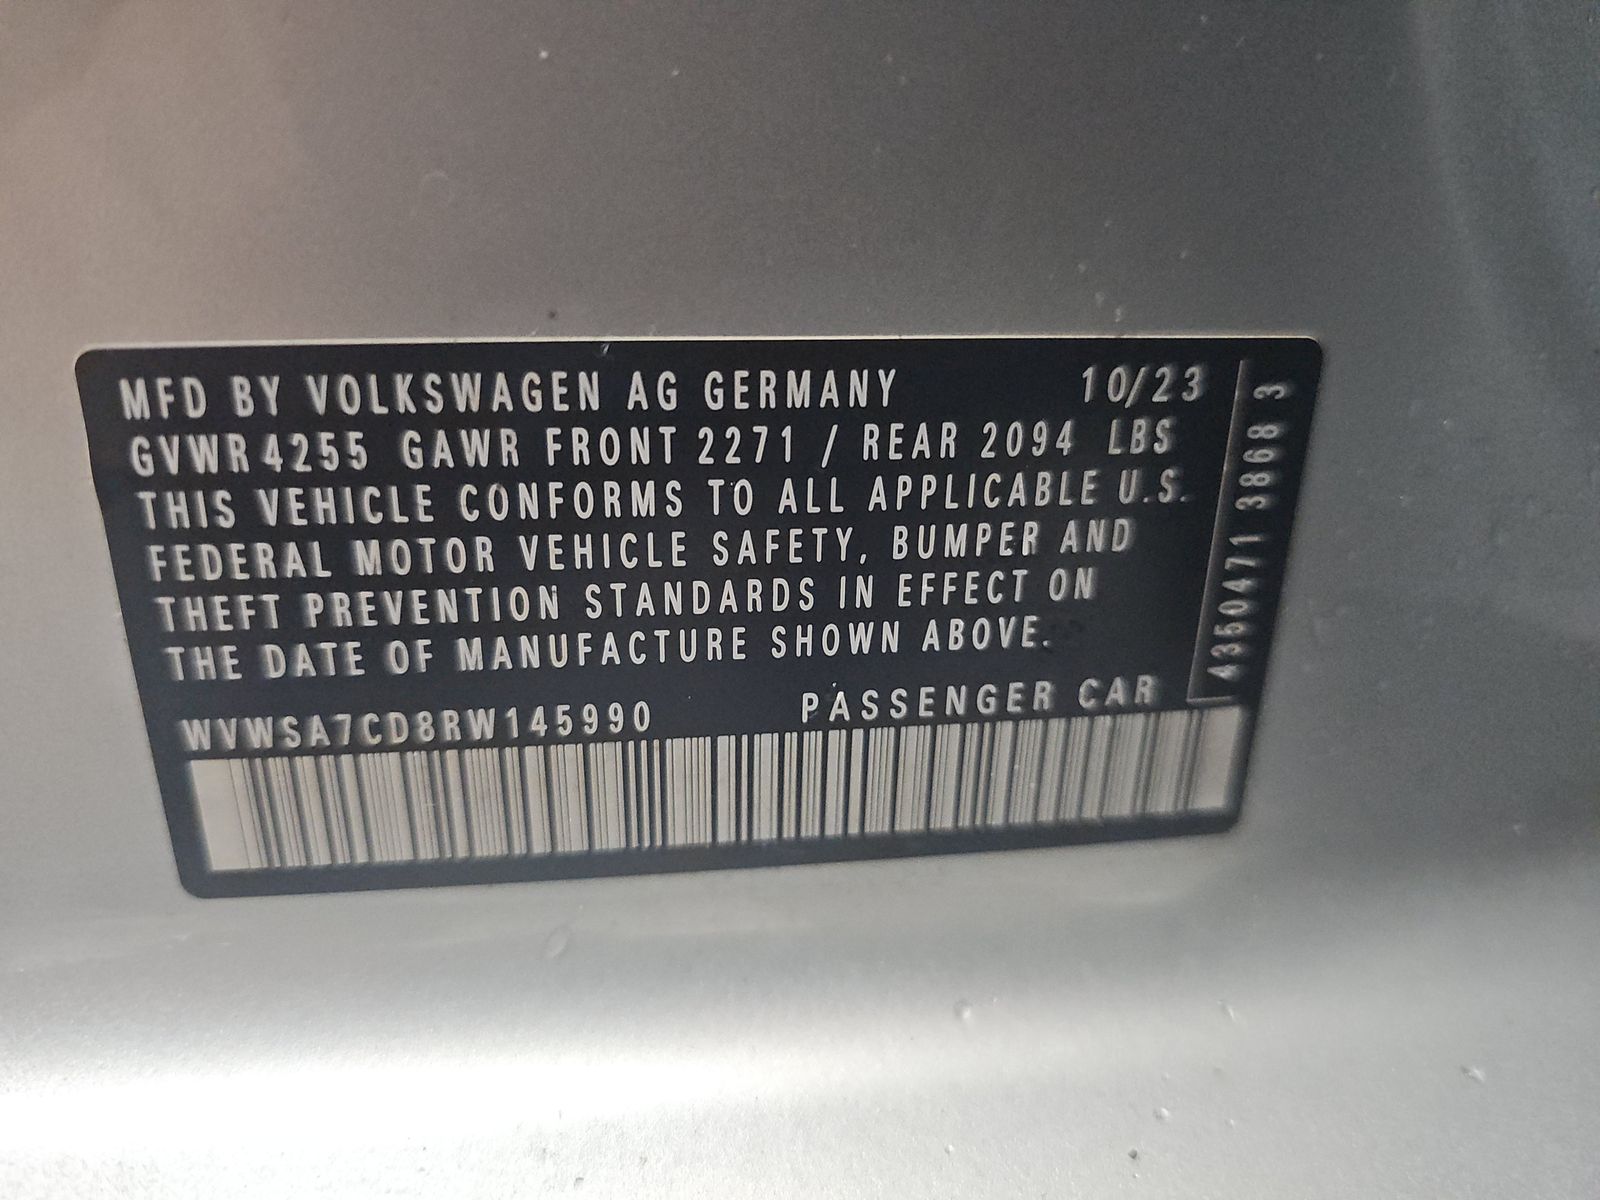 MFD BY VOLKSWAGEN AG GERMANY 10/23
GVWR 4255 GAWR FRONT 2271 / REAR 2094 LBS
THIS VEHICLE CONFORMS TO ALL APPLICABLE U.S.
FEDERAL MOTOR VEHICLE SAFETY, BUMPER AND
THEFT PREVENTION STANDARDS IN EFFECT ON
THE DATE OF MANUFACTURE SHOWN ABOVE.
WVWSA7CD8RW145990 PASSENGER CAR
4350471 3868 3